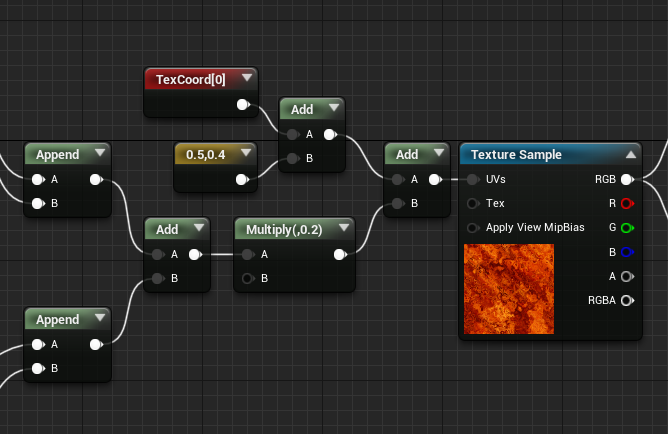 TexCoord[0]
Add
A
B
Append
A
B
0.5,0.4
Add
A
B
Texture Sample
UVs
RGB
Tex
R
Apply View MipBias
G
B
A
RGBA
Add
A
B
Multiply(,0.2)
A
B
Append
A
B